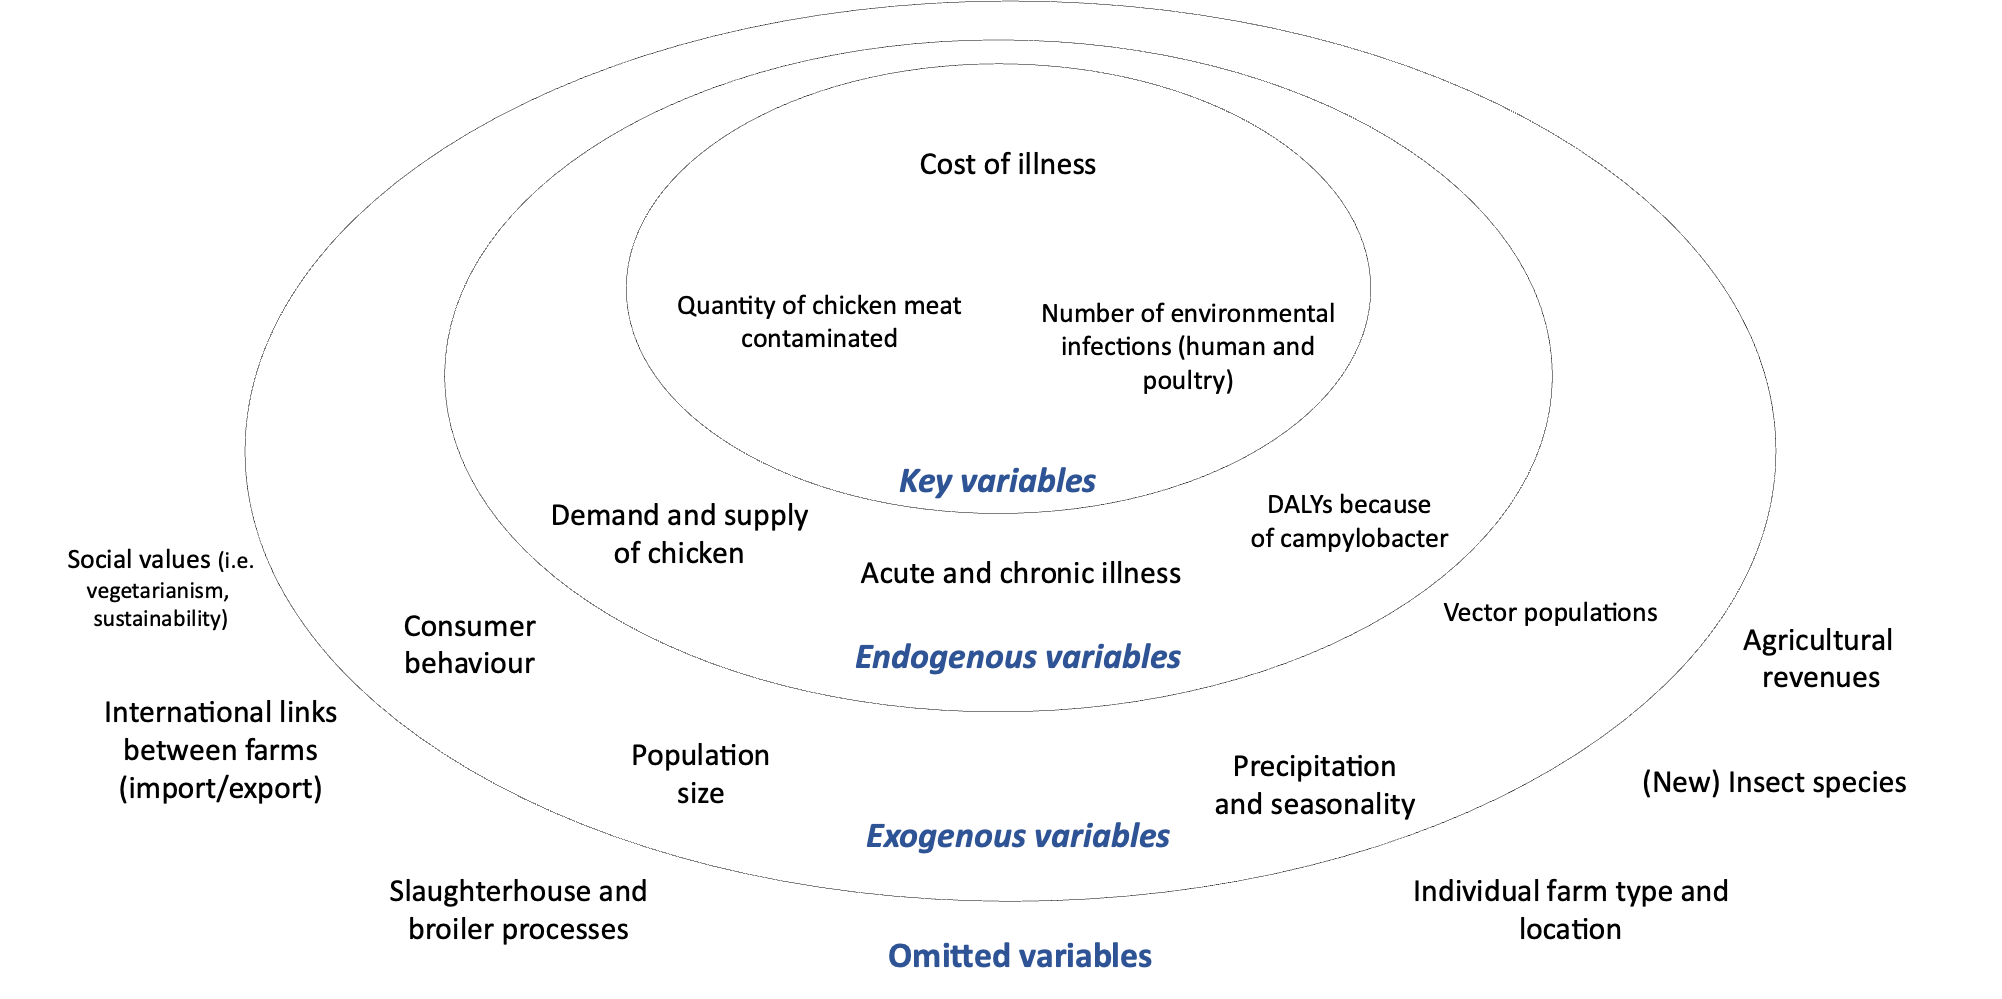 Cost of illness
Quantity of chicken meat
contaminated
Number of environmental
infections (human and
poultry)
Key variables
Demand and supply
of chicken
Acute and chronic illness
DALYs because
of campylobacter
Endogenous variables
Consumer
behaviour
Vector populations
Population
size
Precipitation
and seasonality
Exogenous variables
Social values (i.e.
vegetarianism,
sustainability)
International links
between farms
(import/export)
Slaughterhouse and
broiler processes
Agricultural
revenues
(New) Insect species
Individual farm type and
location
Omitted variables